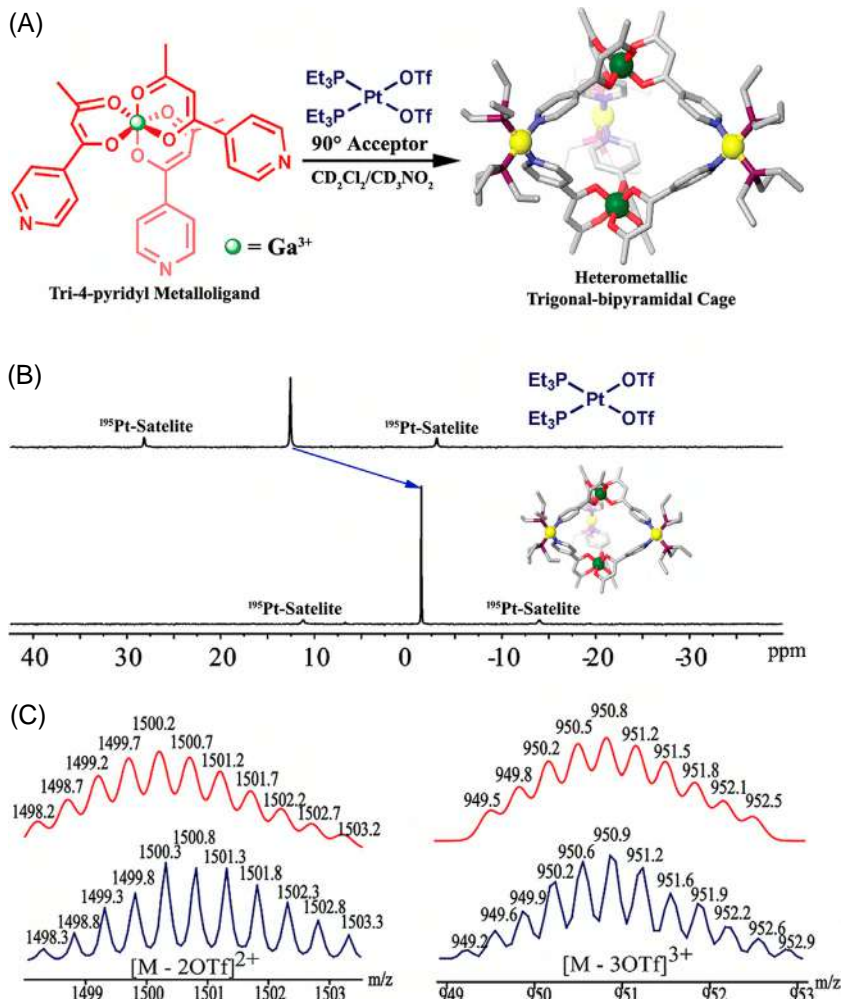 (A)
O
O
O
O
O
O
N
N
N
Et₃P
OTf
Pt
Et₃P
OTf
90° Acceptor
CD₂Cl₂/CD₃NO₂
= Ga³⁺
Tri-4-pyridyl Metalloligand
Heterometallic
Trigonal-bipyramidal Cage
(B)
¹⁹⁵Pt-Satelite
¹⁹⁵Pt-Satelite
Et₃P
OTf
Pt
Et₃P
OTf
¹⁹⁵Pt-Satelite
¹⁹⁵Pt-Satelite
40 30 20 10 0 -10 -20 -30 ppm
(C)
1498.2 1498.7 1499.2 1499.7 1500.2 1500.7 1501.2 1501.7 1502.2 1502.7 1503.2
949.5 949.8 950.2 950.5 950.8 951.2 951.5 951.8 952.1 952.5
1498.3 1498.8 1499.3 1499.8 1500.3 1500.8 1501.3 1501.8 1502.3 1502.8 1503.3
949.2 949.6 949.9 950.2 950.6 950.9 951.2 951.6 951.9 952.2 952.6 952.9
[M - 2OTf]²⁺ m/z
[M - 3OTf]³⁺ m/z
1499 1500 1501 1502 1503
949 950 951 952 953